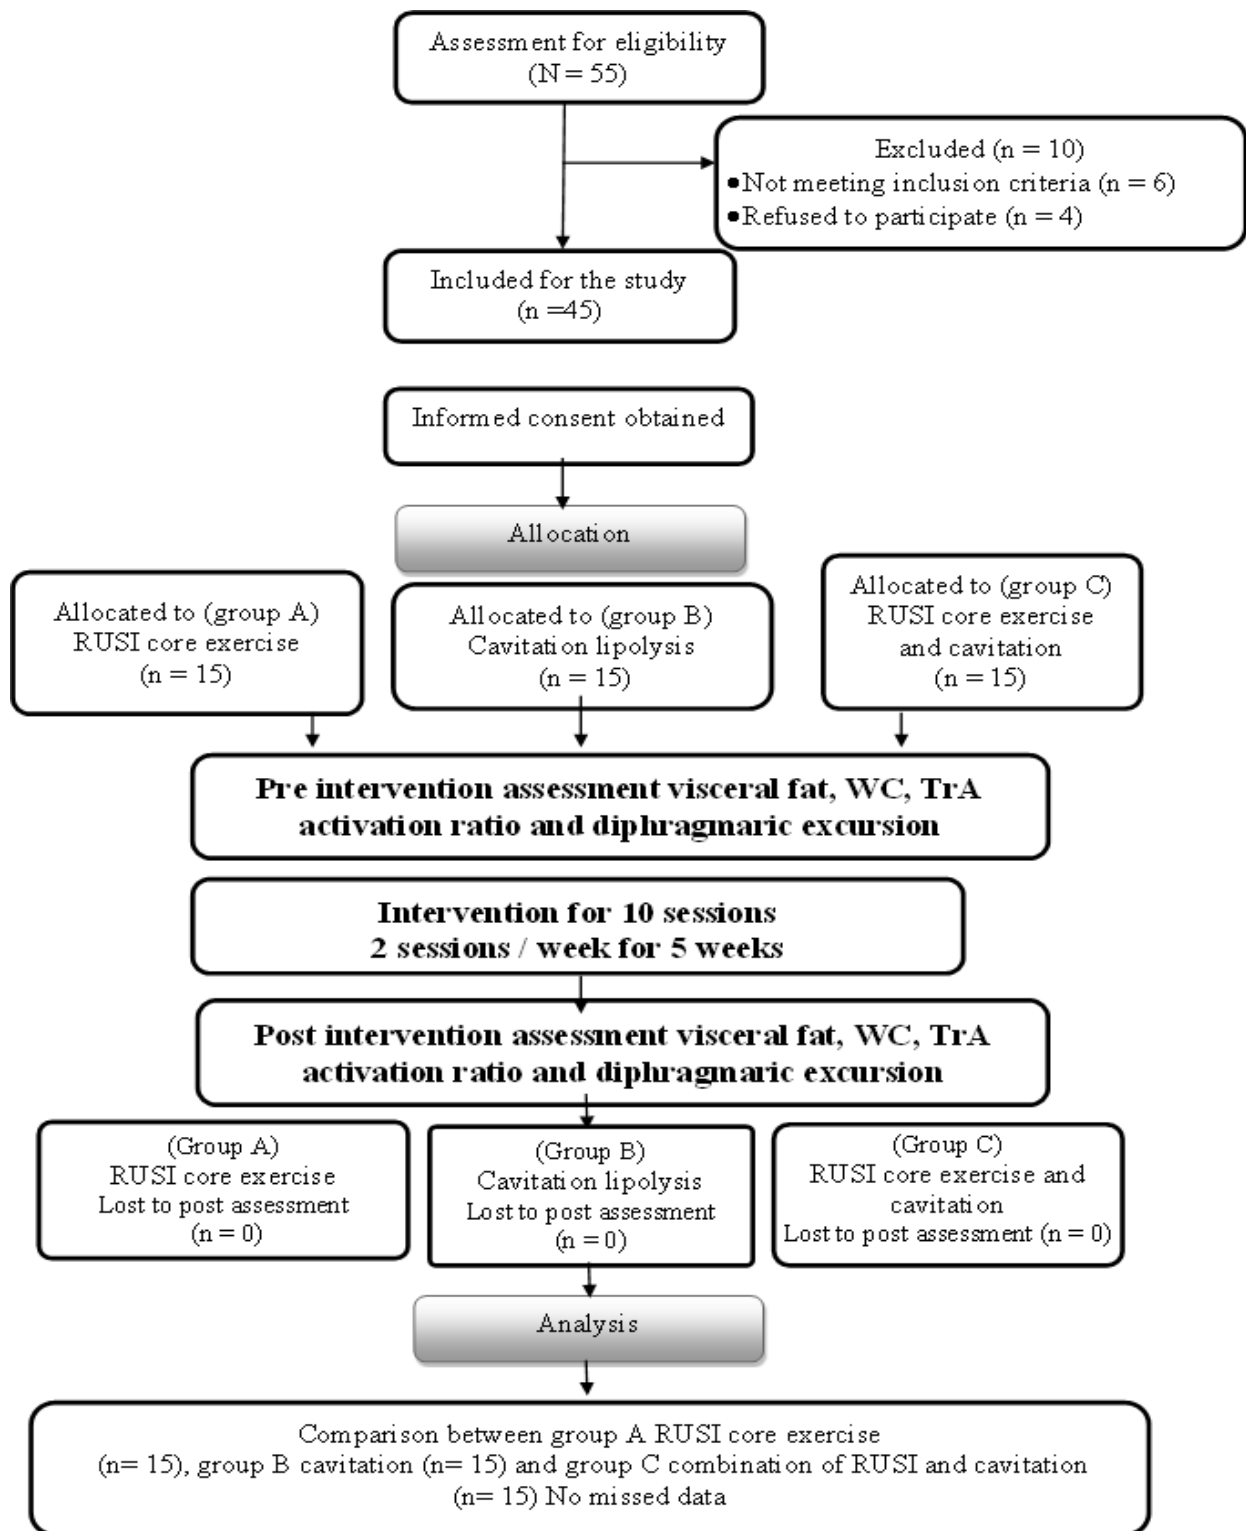 Assessment for eligibility
(N = 55)
Excluded (n = 10)
●Not meeting inclusion criteria (n = 6)
●Refused to participate (n = 4)
Included for the study
(n =45)
Informed consent obtained
Allocation
Allocated to (group A)
RUSI core exercise
(n = 15)
Allocated to (group B)
Cavitation lipolysis
(n = 15)
Allocated to (group C)
RUSI core exercise
and cavitation
(n = 15)
Pre intervention assessment visceral fat, WC, TrA
activation ratio and diphragmaric excursion
Intervention for 10 sessions
2 sessions / week for 5 weeks
Post intervention assessment visceral fat, WC, TrA
activation ratio and diphragmaric excursion
(Group A)
RUSI core exercise
Lost to post assessment
(n = 0)
(Group B)
Cavitation lipolysis
Lost to post assessment
(n = 0)
(Group C)
RUSI core exercise and
cavitation
Lost to post assessment (n = 0)
Analysis
Comparison between group A RUSI core exercise
(n= 15), group B cavitation (n= 15) and group C combination of RUSI and cavitation
(n= 15) No missed data